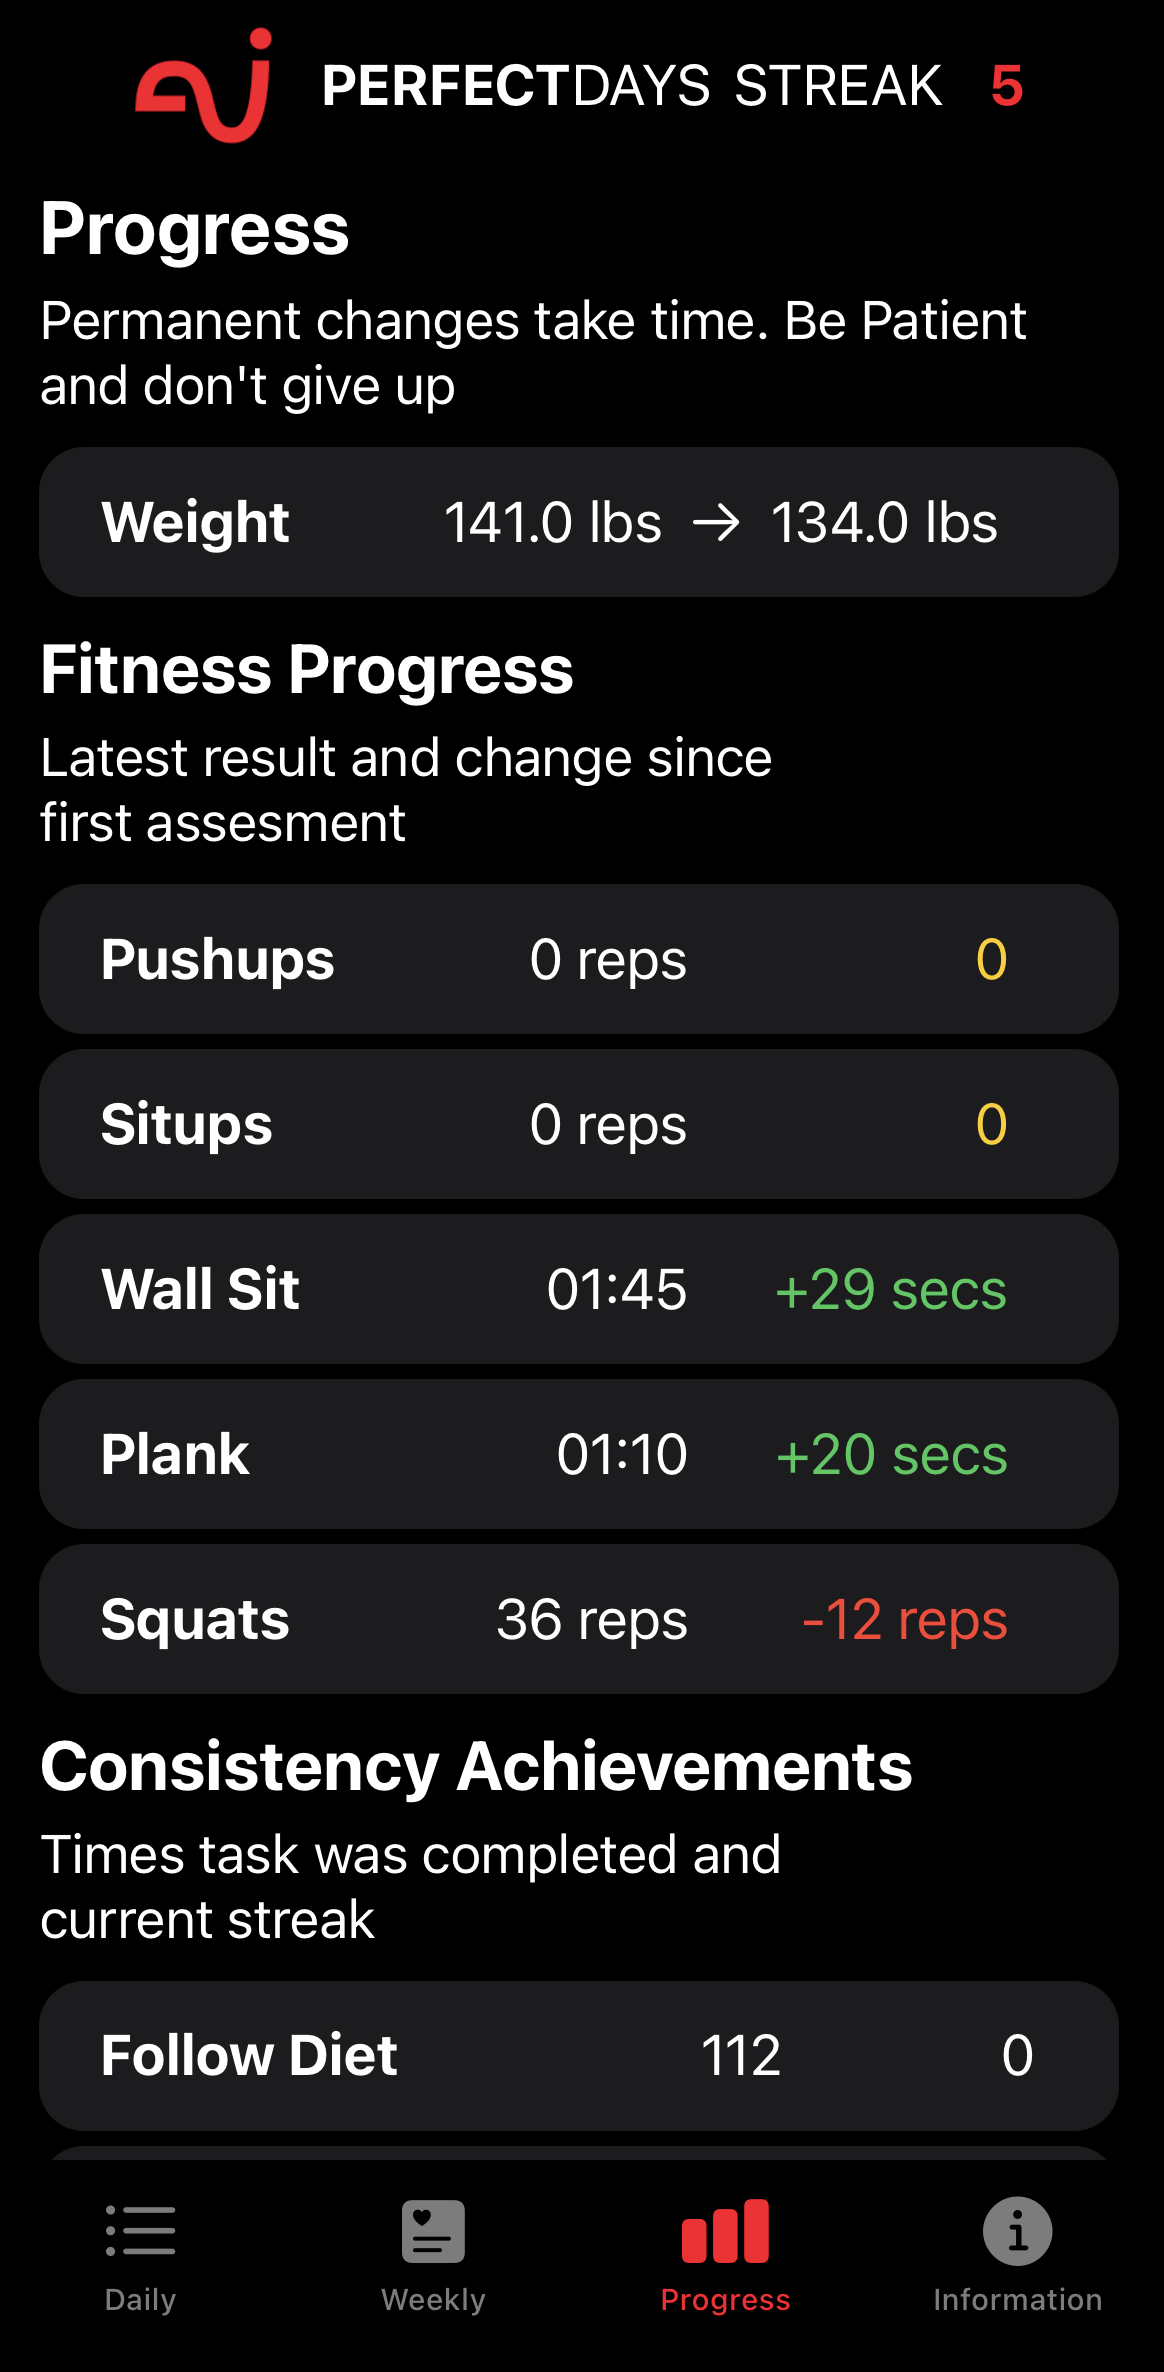 PERFECTDAYS STREAK 5
Progress
Permanent changes take time. Be Patient
and don't give up
Weight 141.0 lbs → 134.0 lbs
Fitness Progress
Latest result and change since
first assesment
Pushups 0 reps 0
Situps 0 reps 0
Wall Sit 01:45 +29 secs
Plank 01:10 +20 secs
Squats 36 reps -12 reps
Consistency Achievements
Times task was completed and
current streak
Follow Diet 112 0
Daily Weekly Progress Information